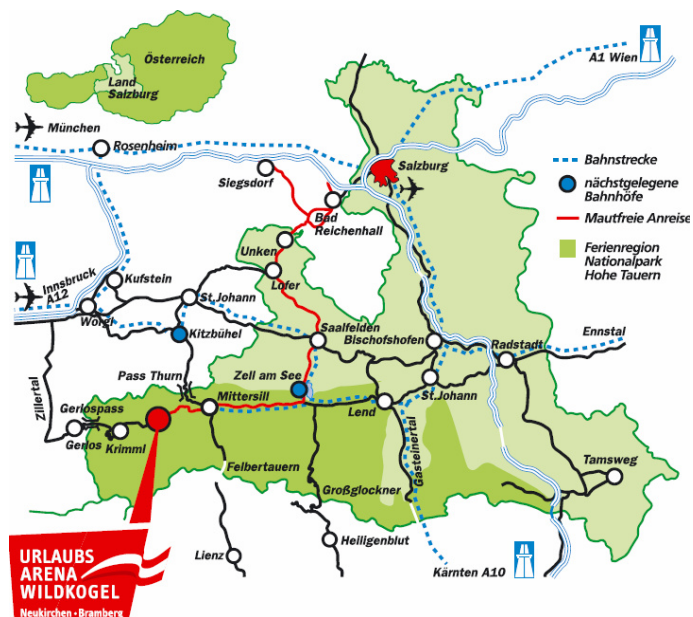 Österreich
Land
Salzburg
A1 Wien
München
Rosenheim
Salzburg
Siegsdorf
Bad
Reichenhall
Bahnstrecke
nächstgelegene
Bahnhöfe
Mautfreie Anreise
Ferienregion
Nationalpark
Hohe Tauern
Unken
Lofer
Innsbruck
A12
Kufstein
St.Johann
Wörgl
Kitzbühel
Saalfelden
Bischofshofen
Radstadt
Ennstal
Zillertal
Pass Thurn
Zell am See
Mittersill
Lend
St.Johann
Gerlospass
Gerlos
Krimml
Gasteinertal
Tamsweg
Felbertauern
Großglockner
Lienz
Heiligenblut
Kärnten A10
URLAUBS
ARENA
WILDKOGEL
Neukirchen • Bramberg